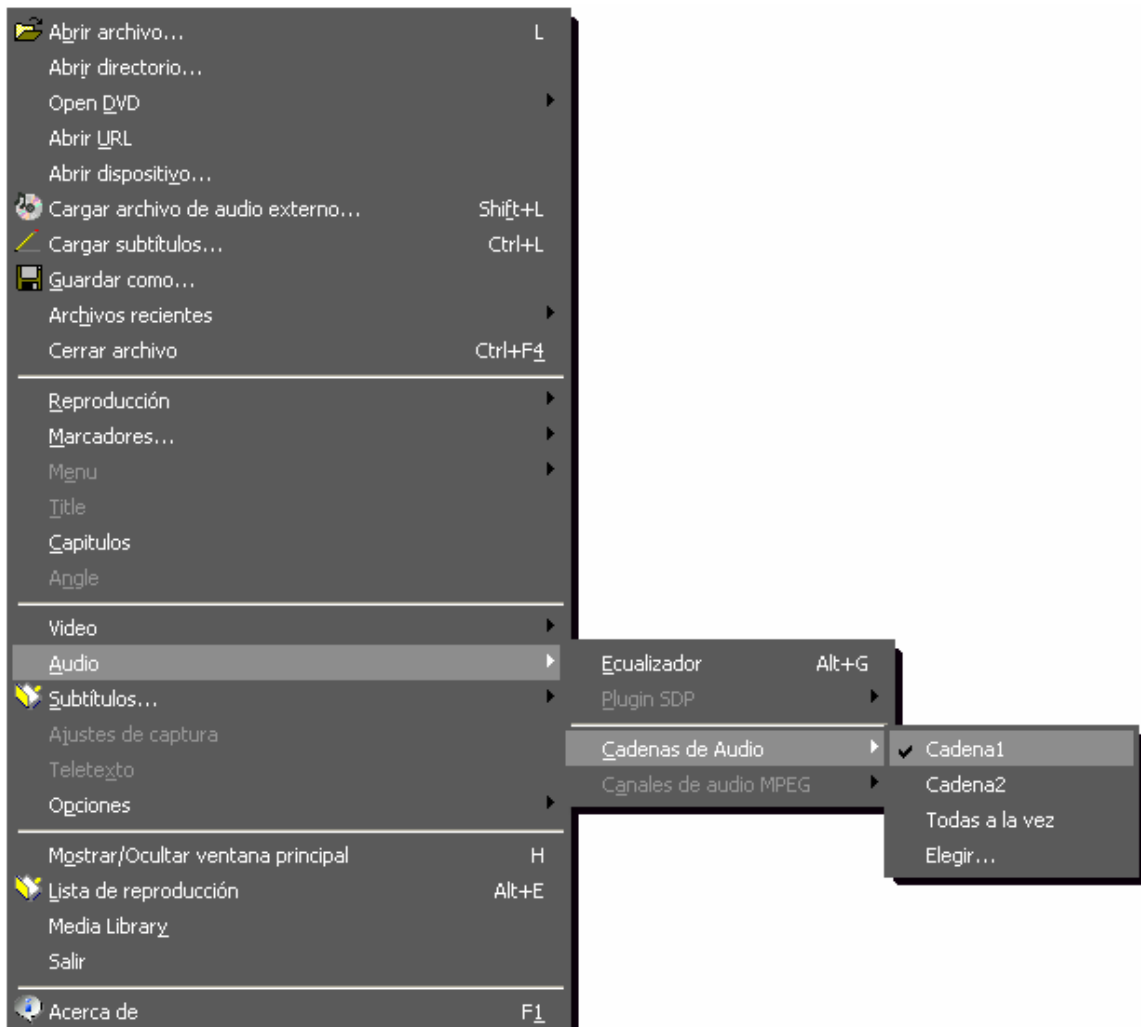 Abrir archivo... L
Abrir directorio...
Open DVD
Abrir URL
Abrir dispositivo...
Cargar archivo de audio externo... Shift+L
Cargar subtítulos... Ctrl+L
Guardar como...
Archivos recientes
Cerrar archivo Ctrl+F4
Reproducción
Marcadores...
Menu
Title
Capitulos
Angle
Video
Audio
Subtítulos...
Ajustes de captura
Teletexto
Opciones
Mostrar/Ocultar ventana principal H
Lista de reproducción Alt+E
Media Library
Salir
Acerca de F1
Ecualizador Alt+G
Plugin SDP
Cadenas de Audio
Canales de audio MPEG
Cadena1
Cadena2
Todas a la vez
Elegir...